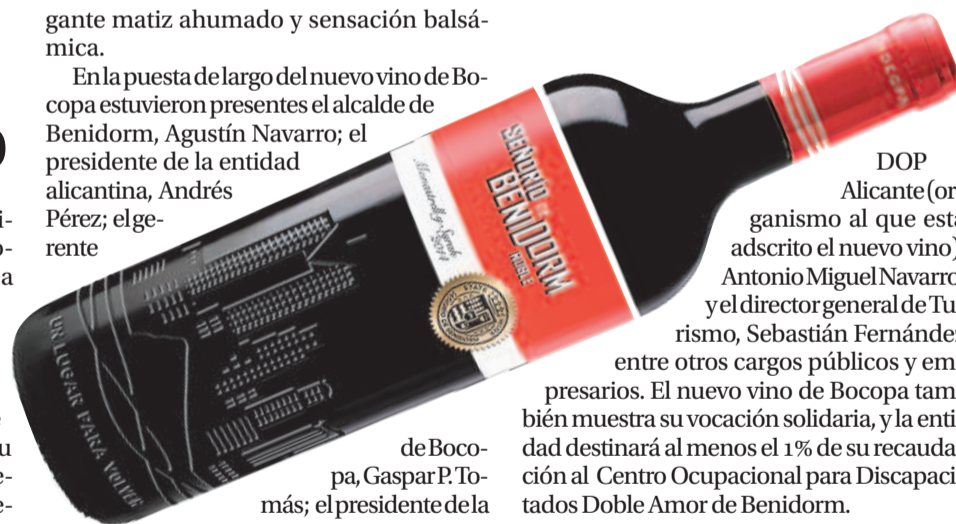 gante matiz ahumado y sensación balsá-
mica.
En la puesta de largo del nuevo vino de Bo-
copa estuvieron presentes el alcalde de
Benidorm, Agustín Navarro; el
presidente de la entidad
alicantina, Andrés
Pérez; el ge-
rente
de Boco-
pa, Gaspar P. To-
más; el presidente de la
DOP
Alicante (or
ganismo al que está
adscrito el nuevo vino)
Antonio Miguel Navarro
y el director general de Tu
rismo, Sebastián Fernández
entre otros cargos públicos y em
presarios. El nuevo vino de Bocopa tam
bién muestra su vocación solidaria, y la enti
dad destinará al menos el 1% de su recauda
ción al Centro Ocupacional para Discapaci
tados Doble Amor de Benidorm.
SEÑORÍO DE
BENIDORM
ROBLE
Monastrell y Syrah
UN LUGAR PARA VOLVER